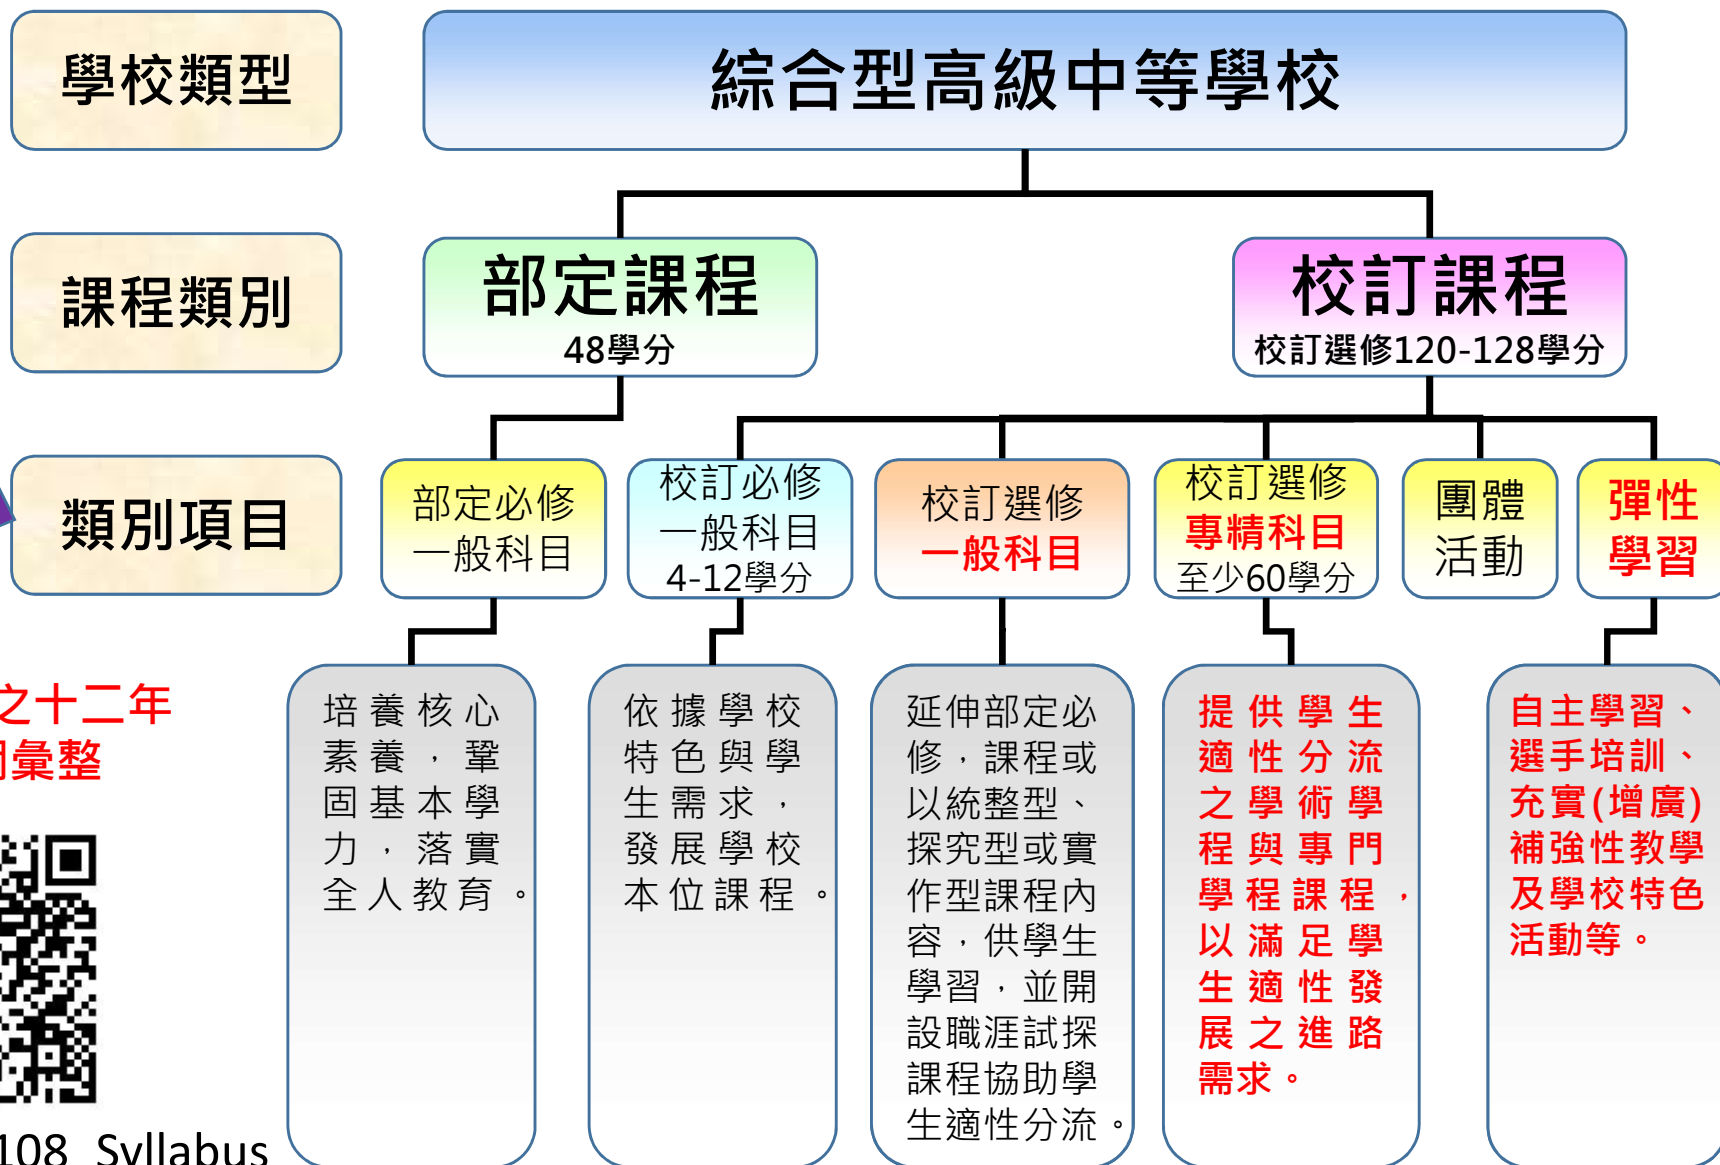 學校類型
綜合型高級中等學校
課程類別
部定課程
48學分
校訂課程
校訂選修120-128學分
類別項目
部定必修
一般科目
校訂必修
一般科目
4-12學分
校訂選修
一般科目
校訂選修
專精科目
至少60學分
團體
活動
彈性
學習
之十二年
彙整
108 Syllabus
培養核心
素養，鞏
固基本學
力，落實
全人教育。
依據學校
特色與學
生需求，
發展學校
本位課程。
延伸部定必
修，課程或
以統整型、
探究型或實
作型課程內
容，供學生
學習，並開
設職涯試探
課程協助學
生適性分流。
提供學生
適性分流
之學術學
程與專門
學程課程，
以滿足學
生適性發
展之進路
需求。
自主學習、
選手培訓、
充實(增廣)
補強性教學
及學校特色
活動等。